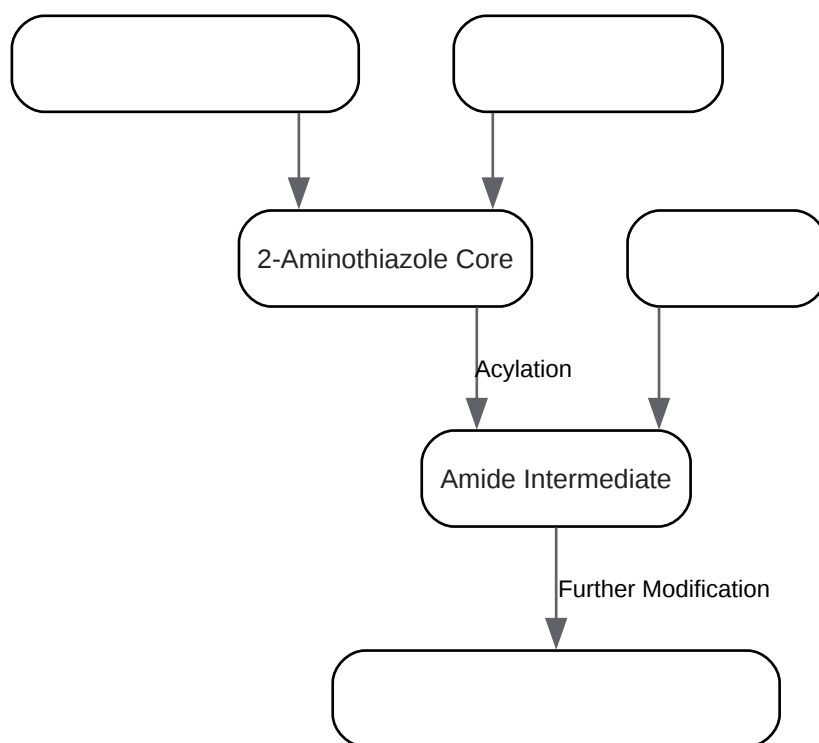 2-Aminothiazole Core
Acylation
Amide Intermediate
Further Modification